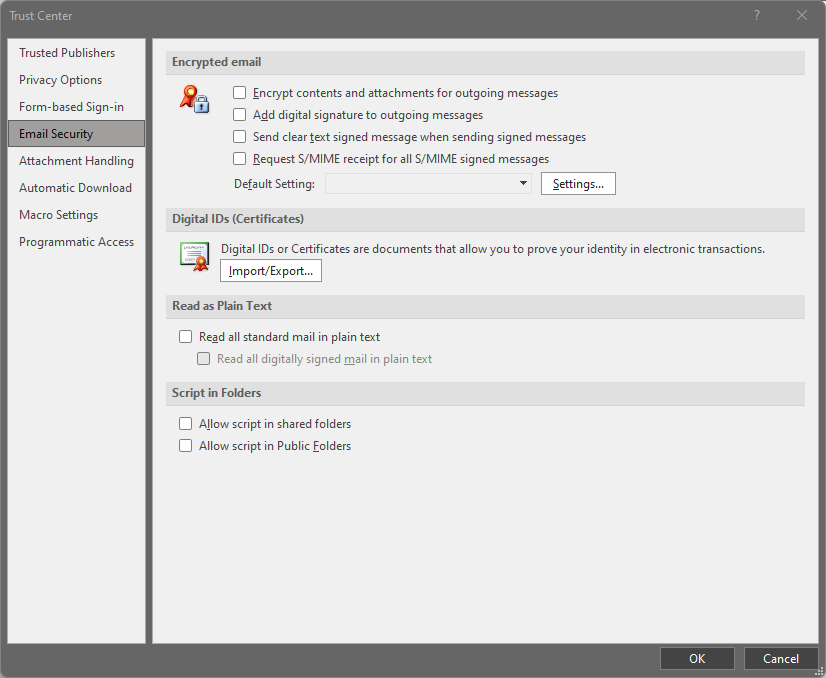 Trust Center
?
Trusted Publishers
Privacy Options
Form-based Sign-in
Email Security
Attachment Handling
Automatic Download
Macro Settings
Programmatic Access
Encrypted email
Encrypt contents and attachments for outgoing messages
Add digital signature to outgoing messages
Send clear text signed message when sending signed messages
Request S/MIME receipt for all S/MIME signed messages
Default Setting:
Settings...
Digital IDs (Certificates)
Digital IDs or Certificates are documents that allow you to prove your identity in electronic transactions.
Import/Export...
Read as Plain Text
Read all standard mail in plain text
Read all digitally signed mail in plain text
Script in Folders
Allow script in shared folders
Allow script in Public Folders
OK
Cancel